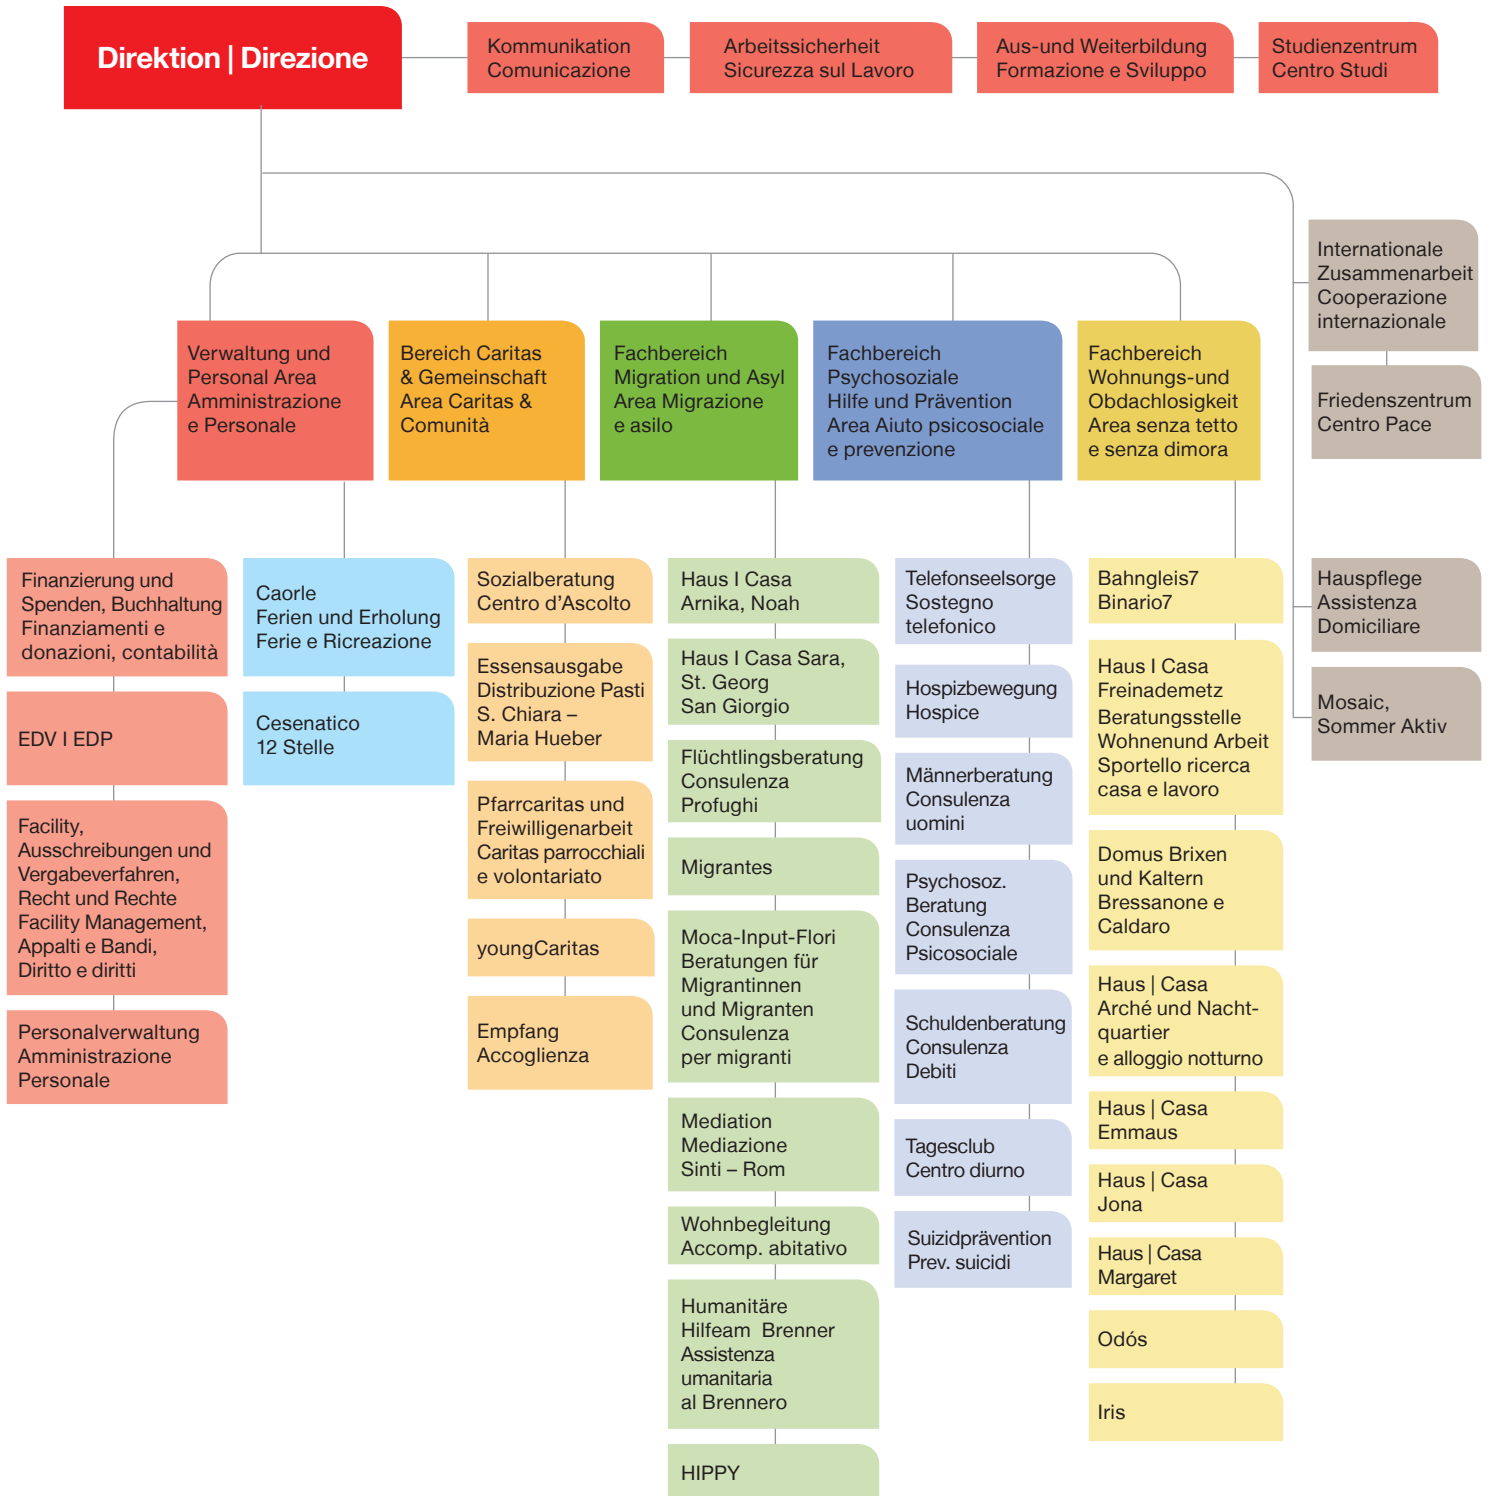 Direktion | Direzione
Kommunikation
Comunicazione
Arbeitssicherheit
Sicurezza sul Lavoro
Aus-und Weiterbildung
Formazione e Sviluppo
Studienzentrum
Centro Studi
Internationale
Zusammenarbeit
Cooperazione
internazionale
Friedenszentrum
Centro Pace
Hauspflege
Assistenza
Domiciliare
Mosaic,
Sommer Aktiv
Verwaltung und
Personal Area
Amministrazione
e Personale
Bereich Caritas
& Gemeinschaft
Area Caritas &
Comunità
Fachbereich
Migration und Asyl
Area Migrazione
e asilo
Fachbereich
Psychosoziale
Hilfe und Prävention
Area Aiuto psicosociale
e prevenzione
Fachbereich
Wohnungs-und
Obdachlosigkeit
Area senza tetto
e senza dimora
Finanzierung und
Spenden, Buchhaltung
Finanziamenti e
donazioni, contabilità
EDV I EDP
Facility,
Ausschreibungen und
Vergabeverfahren,
Recht und Rechte
Facility Management,
Appalti e Bandi,
Diritto e diritti
Personalverwaltung
Amministrazione
Personale
Caorle
Ferien und Erholung
Ferie e Ricreazione
Cesenatico
12 Stelle
Sozialberatung
Centro d’Ascolto
Essensausgabe
Distribuzione Pasti
S. Chiara –
Maria Hueber
Pfarrcaritas und
Freiwilligenarbeit
Caritas parrocchiali
e volontariato
youngCaritas
Empfang
Accoglienza
Haus I Casa
Arnika, Noah
Haus I Casa Sara,
St. Georg
San Giorgio
Flüchtlingsberatung
Consulenza
Profughi
Migrantes
Moca-Input-Flori
Beratungen für
Migrantinnen
und Migranten
Consulenza
per migranti
Mediation
Mediazione
Sinti – Rom
Wohnbegleitung
Accomp. abitativo
Humanitäre
Hilfeam Brenner
Assistenza
umanitaria
al Brennero
HIPPY
Telefonseelsorge
Sostegno
telefonico
Hospizbewegung
Hospice
Männerberatung
Consulenza
uomini
Psychosoz.
Beratung
Consulenza
Psicosociale
Schuldenberatung
Consulenza
Debiti
Tagesclub
Centro diurno
Suizidprävention
Prev. suicidi
Bahngleis7
Binario7
Haus I Casa
Freinademetz
Beratungsstelle
Wohnenund Arbeit
Sportello ricerca
casa e lavoro
Domus Brixen
und Kaltern
Bressanone e
Caldaro
Haus | Casa
Arché und Nacht-
quartier
e alloggio notturno
Haus | Casa
Emmaus
Haus | Casa
Jona
Haus | Casa
Margaret
Odós
Iris